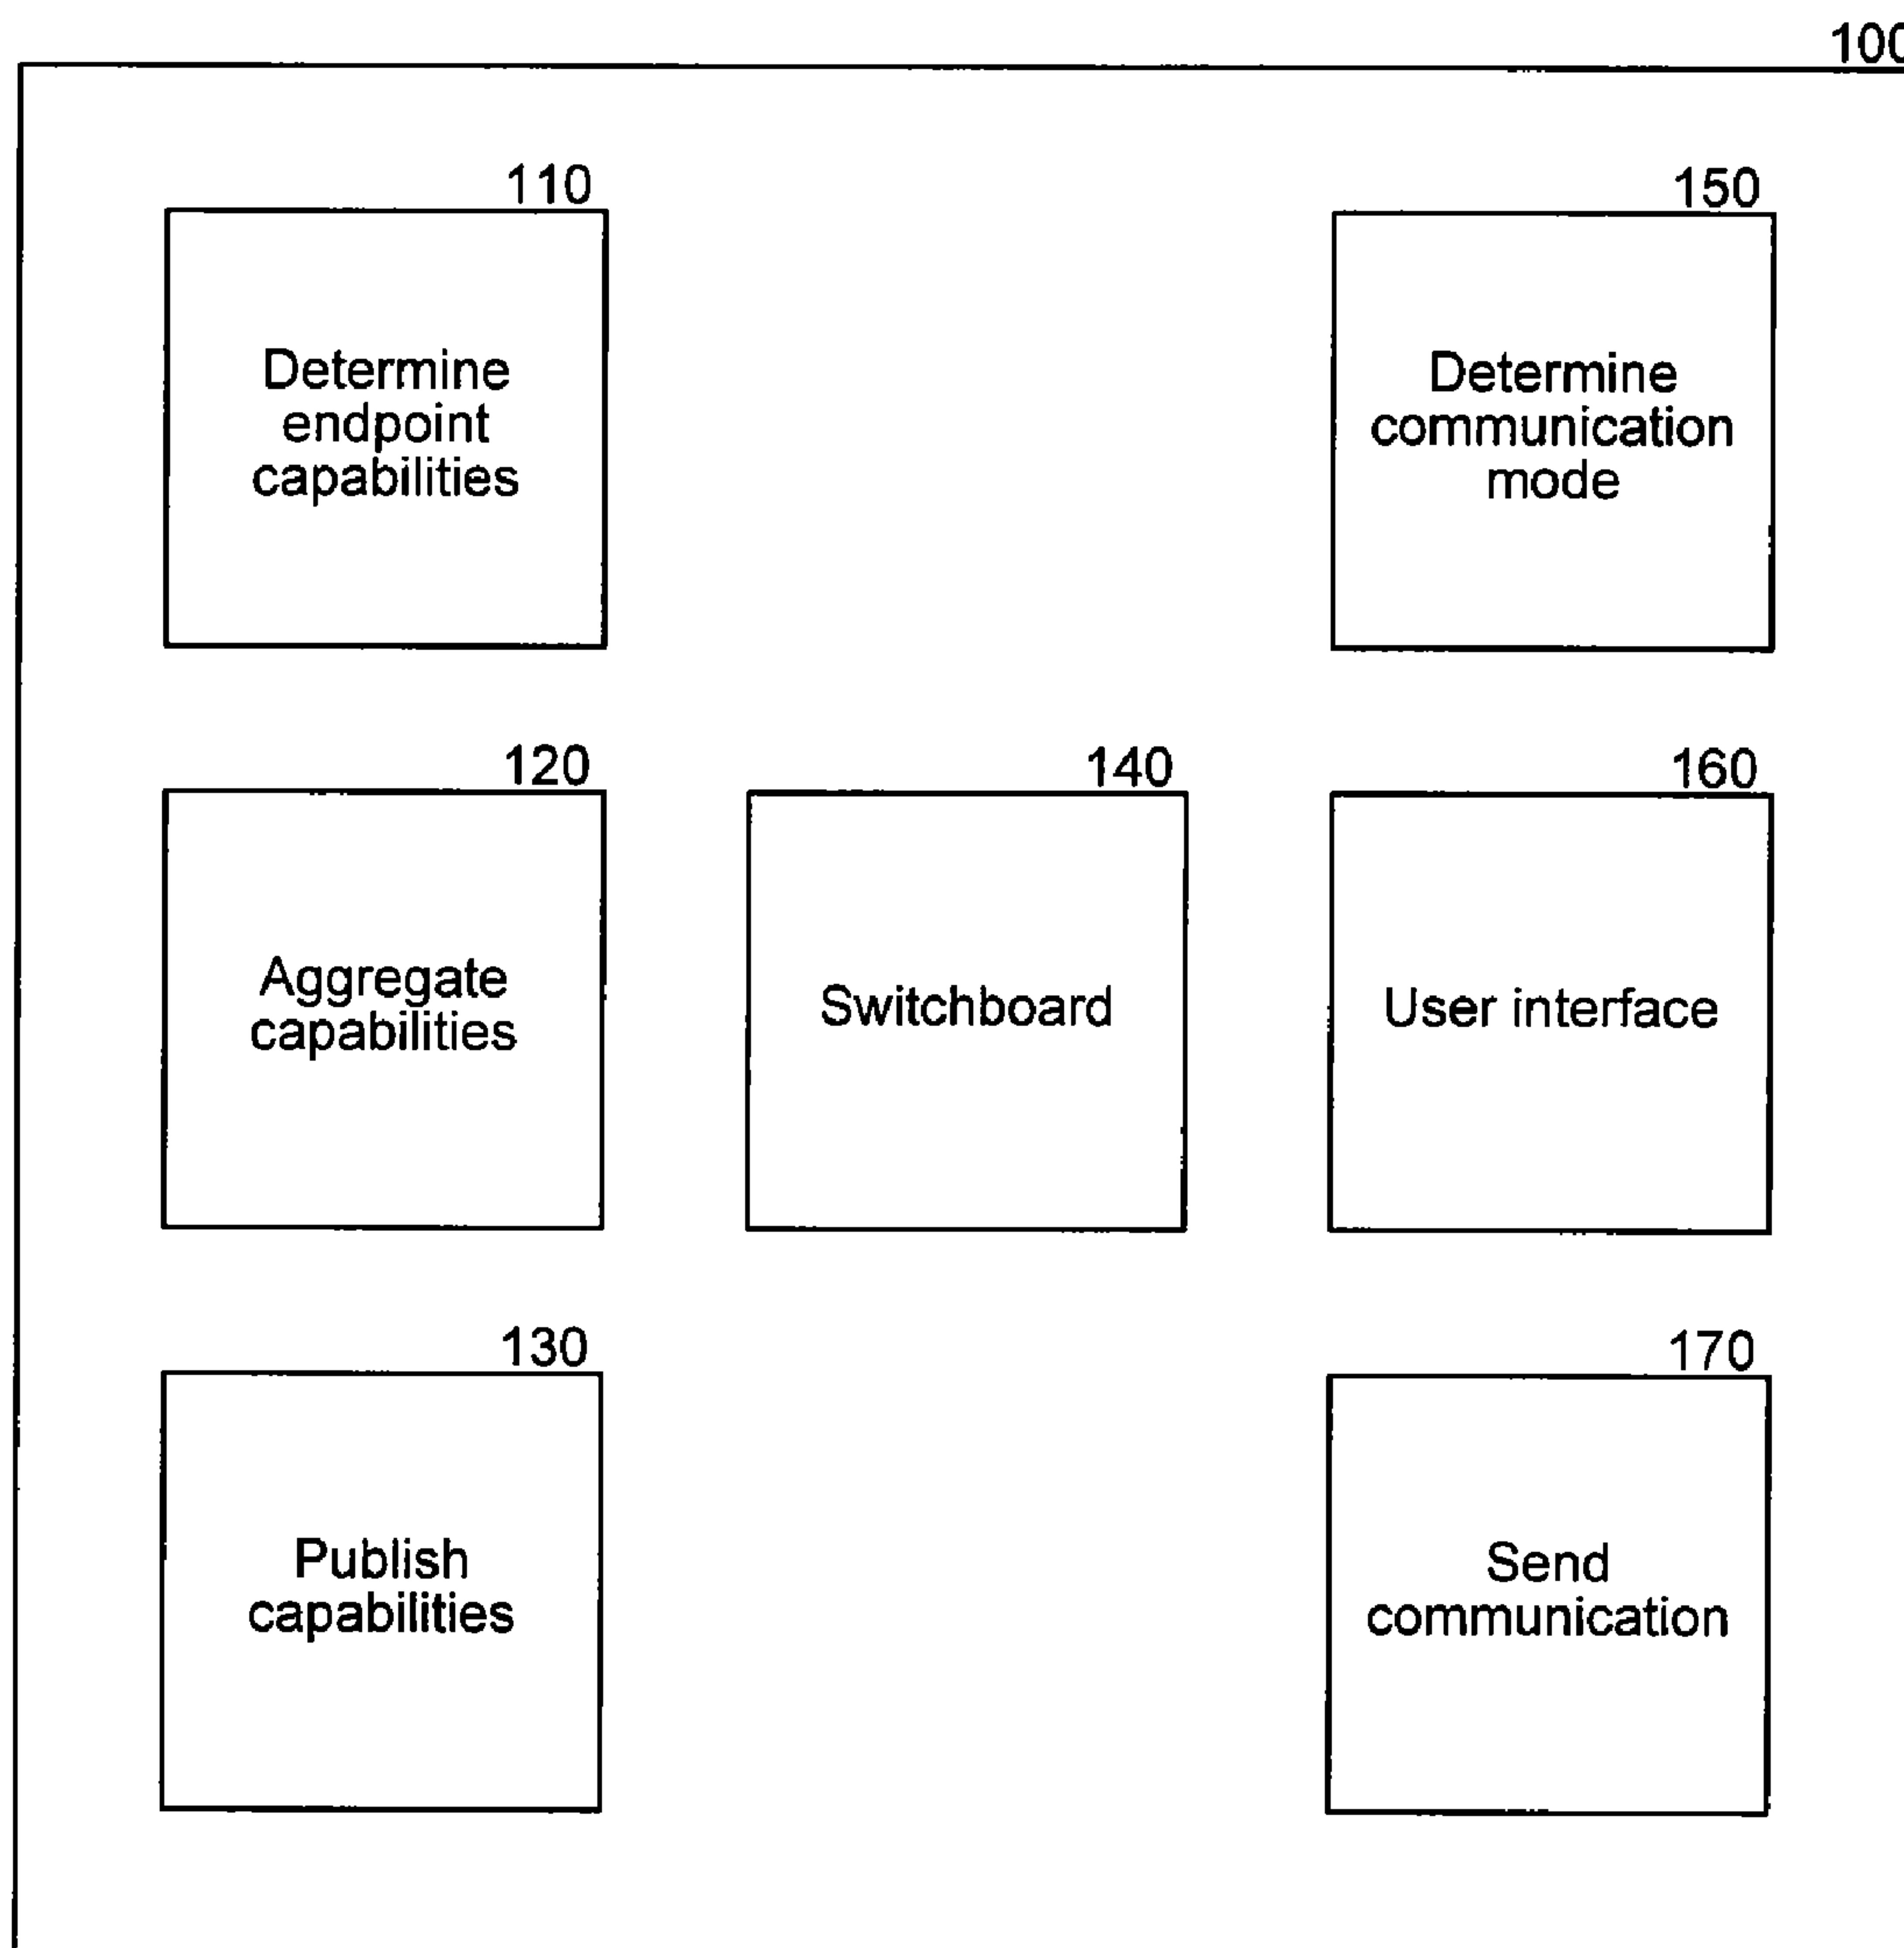 100
110
Determine
endpoint
capabilities
150
Determine
communication
mode
120
Aggregate
capabilities
140
Switchboard
160
User interface
130
Publish
capabilities
170
Send
communication